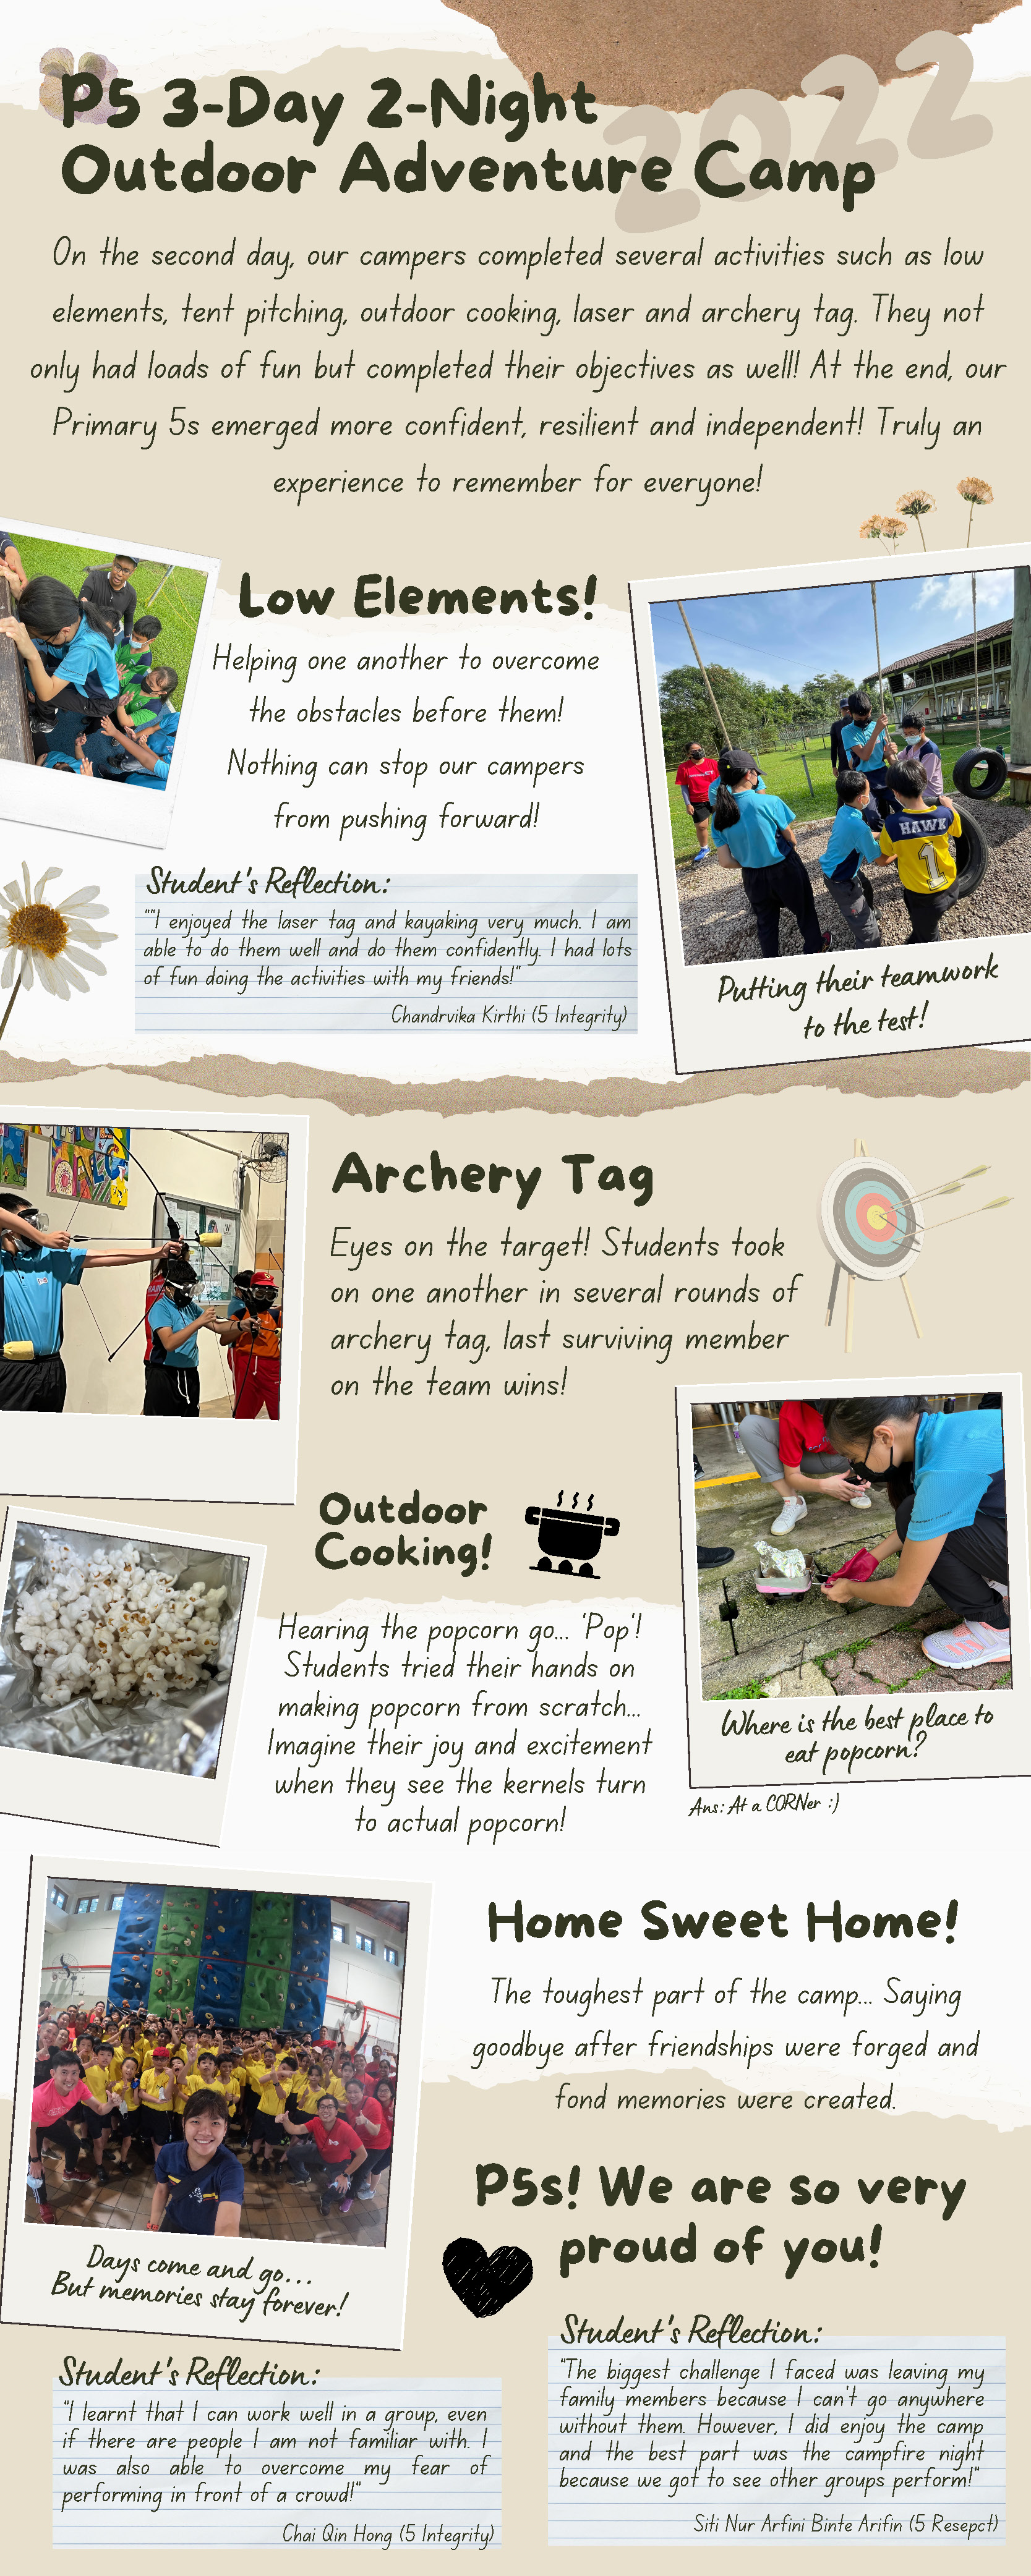 2022
P5 3-Day 2-Night
Outdoor Adventure Camp
On the second day, our campers completed several activities such as low
elements, tent pitching, outdoor cooking, laser and archery tag. They not
only had loads of fun but completed their objectives as well! At the end, our
Primary 5s emerged more confident, resilient and independent! Truly an
experience to remember for everyone!
Low Elements!
Helping one another to overcome
the obstacles before them!
Nothing can stop our campers
from pushing forward!
HAWK
1
Student's Reflection:
""I enjoyed the laser tag and kayaking very much. I am
able to do them well and do them confidently. I had lots
of fun doing the activities with my friends!"
Chandrvika Kirthi (5 Integrity)
Putting their teamwork
to the test!
Archery Tag
Eyes on the target! Students took
on one another in several rounds of
archery tag, last surviving member
on the team wins!
Outdoor
Cooking!
Hearing the popcorn go... 'Pop'!
Students tried their hands on
making popcorn from scratch...
Imagine their joy and excitement
when they see the kernels turn
to actual popcorn!
Where is the best place to
eat popcorn?
Ans: At a CORNer :)
Home Sweet Home!
The toughest part of the camp... Saying
goodbye after friendships were forged and
fond memories were created.
P5s! We are so very
proud of you!
Days come and go...
But memories stay forever!
Student's Reflection:
"I learnt that I can work well in a group, even
if there are people I am not familiar with. I
was also able to overcome my fear of
performing in front of a crowd!"
Chai Qin Hong (5 Integrity)
Student's Reflection:
"The biggest challenge I faced was leaving my
family members because I can't go anywhere
without them. However, I did enjoy the camp
and the best part was the campfire night
because we got to see other groups perform!"
Siti Nur Arfini Binte Arifin (5 Resepct)